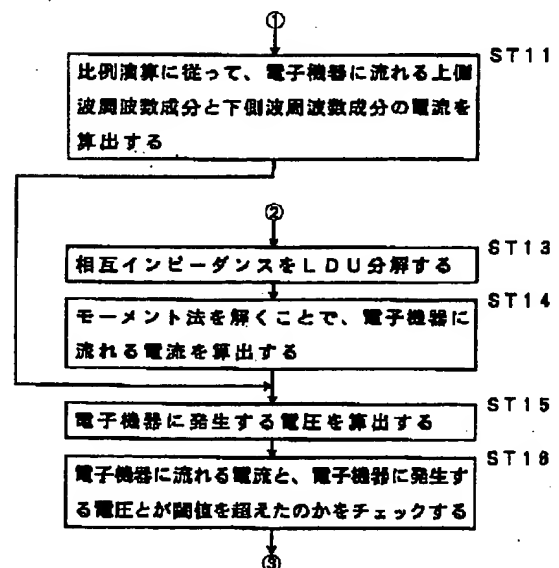 ①
ST11
比例演算に従って、電子機器に流れる上側
波周波数成分と下側波周波数成分の電流を
算出する
②
ST13
相互インピーダンスをLDU分解する
ST14
モーメント法を解くことで、電子機器に
流れる電流を算出する
ST15
電子機器に発生する電圧を算出する
ST16
電子機器に流れる電流と、電子機器に発生す
る電圧とが閾値を超えたのかをチェックする
③